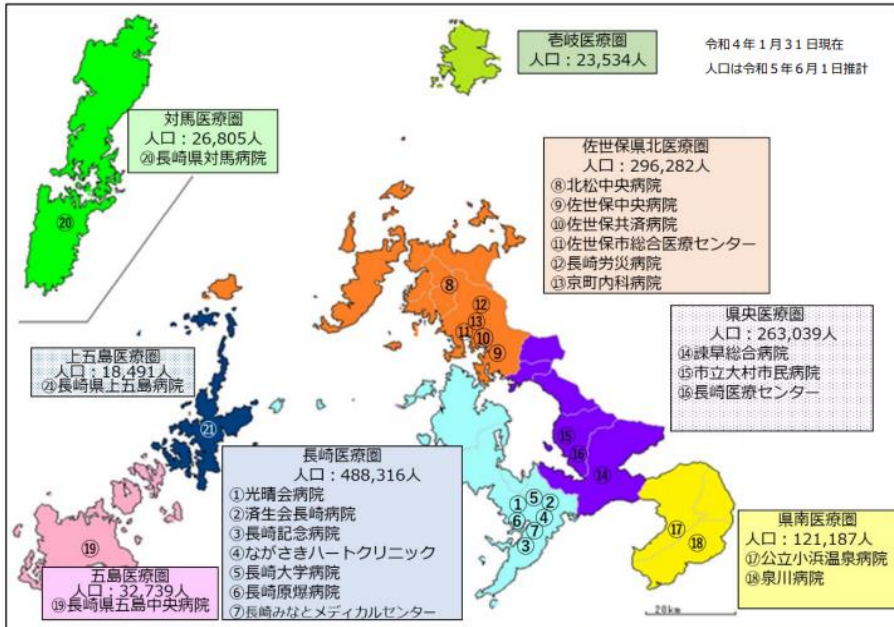 壱岐医療圏
人口：23,534人
令和４年１月３１日現在
人口は令和５年６月１日推計
対馬医療圏
人口：26,805人
⑳長崎県対馬病院
佐世保県北医療圏
人口：296,282人
⑧北松中央病院
⑨佐世保中央病院
⑩佐世保共済病院
⑪佐世保市総合医療センター
⑫長崎労災病院
⑬京町内科病院
県央医療圏
人口：263,039人
⑭諫早総合病院
⑮市立大村市民病院
⑯長崎医療センター
上五島医療圏
人口：18,491人
㉑長崎県上五島病院
長崎医療圏
人口：488,316人
①光晴会病院
②済生会長崎病院
③長崎記念病院
④ながさきハートクリニック
⑤長崎大学病院
⑥長崎原爆病院
⑦長崎みなとメディカルセンター
県南医療圏
人口：121,187人
⑰公立小浜温泉病院
⑱泉川病院
五島医療圏
人口：32,739人
⑲長崎県五島中央病院
⑳
⑧
⑫
⑬
⑪
⑩
⑨
㉑
⑮
⑯
⑭
①
⑤
②
⑥
④
⑦
③
⑰
⑱
⑲
20km